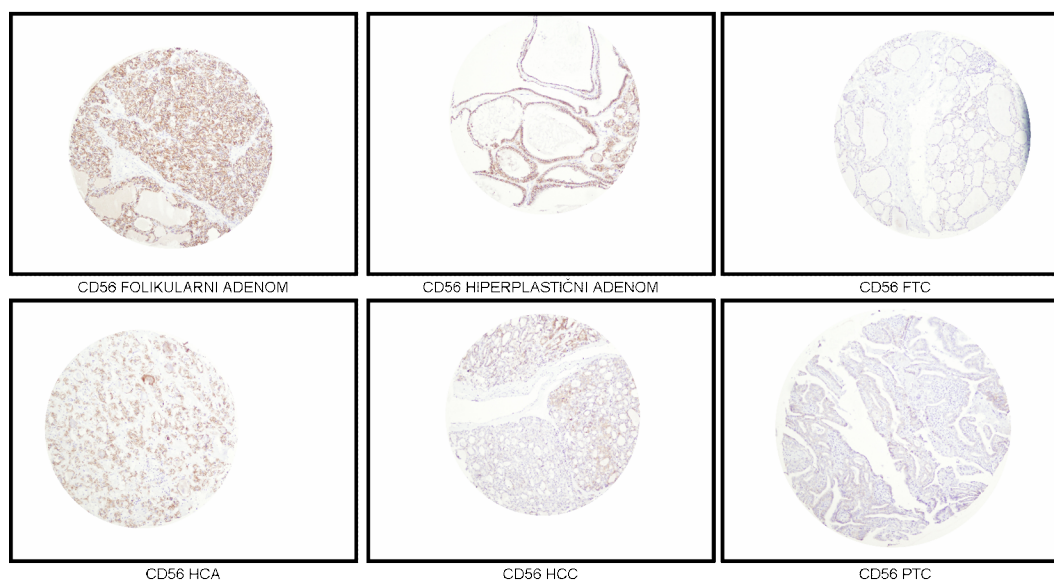 CD56 FOLIKULARNI ADENOM
CD56 HIPERPLASTIČNI ADENOM
CD56 FTC
CD56 HCA
CD56 HCC
CD56 PTC